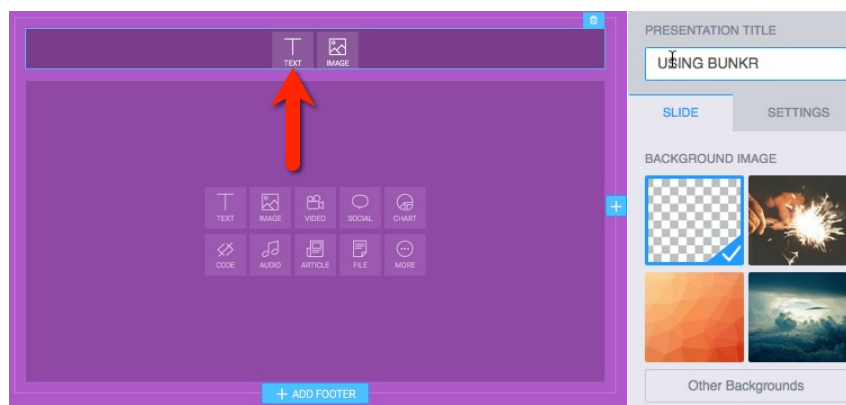 TEXT IMAGE
TEXT IMAGE VIDEO SOCIAL CHART
CODE AUDIO ARTICLE FILE MORE
+ ADD FOOTER
PRESENTATION TITLE
USING BUNKR
SLIDE SETTINGS
BACKGROUND IMAGE
Other Backgrounds